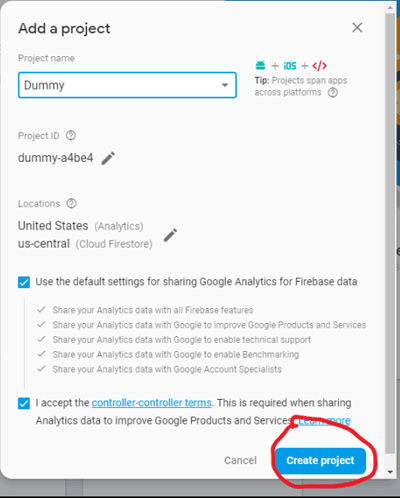 Add a project
Project name
Dummy
+ iOS + </>
Tip: Projects span apps
across platforms
Project ID
dummy-a4be4
Locations
United States (Analytics)
us-central (Cloud Firestore)
Use the default settings for sharing Google Analytics for Firebase data
Share your Analytics data with all Firebase features
Share your Analytics data with Google to improve Google Products and Services
Share your Analytics data with Google to enable technical support
Share your Analytics data with Google to enable Benchmarking
Share your Analytics data with Google Account Specialists
I accept the controller-controller terms. This is required when sharing
Analytics data to improve Google Products and Services. Learn more
Cancel
Create project